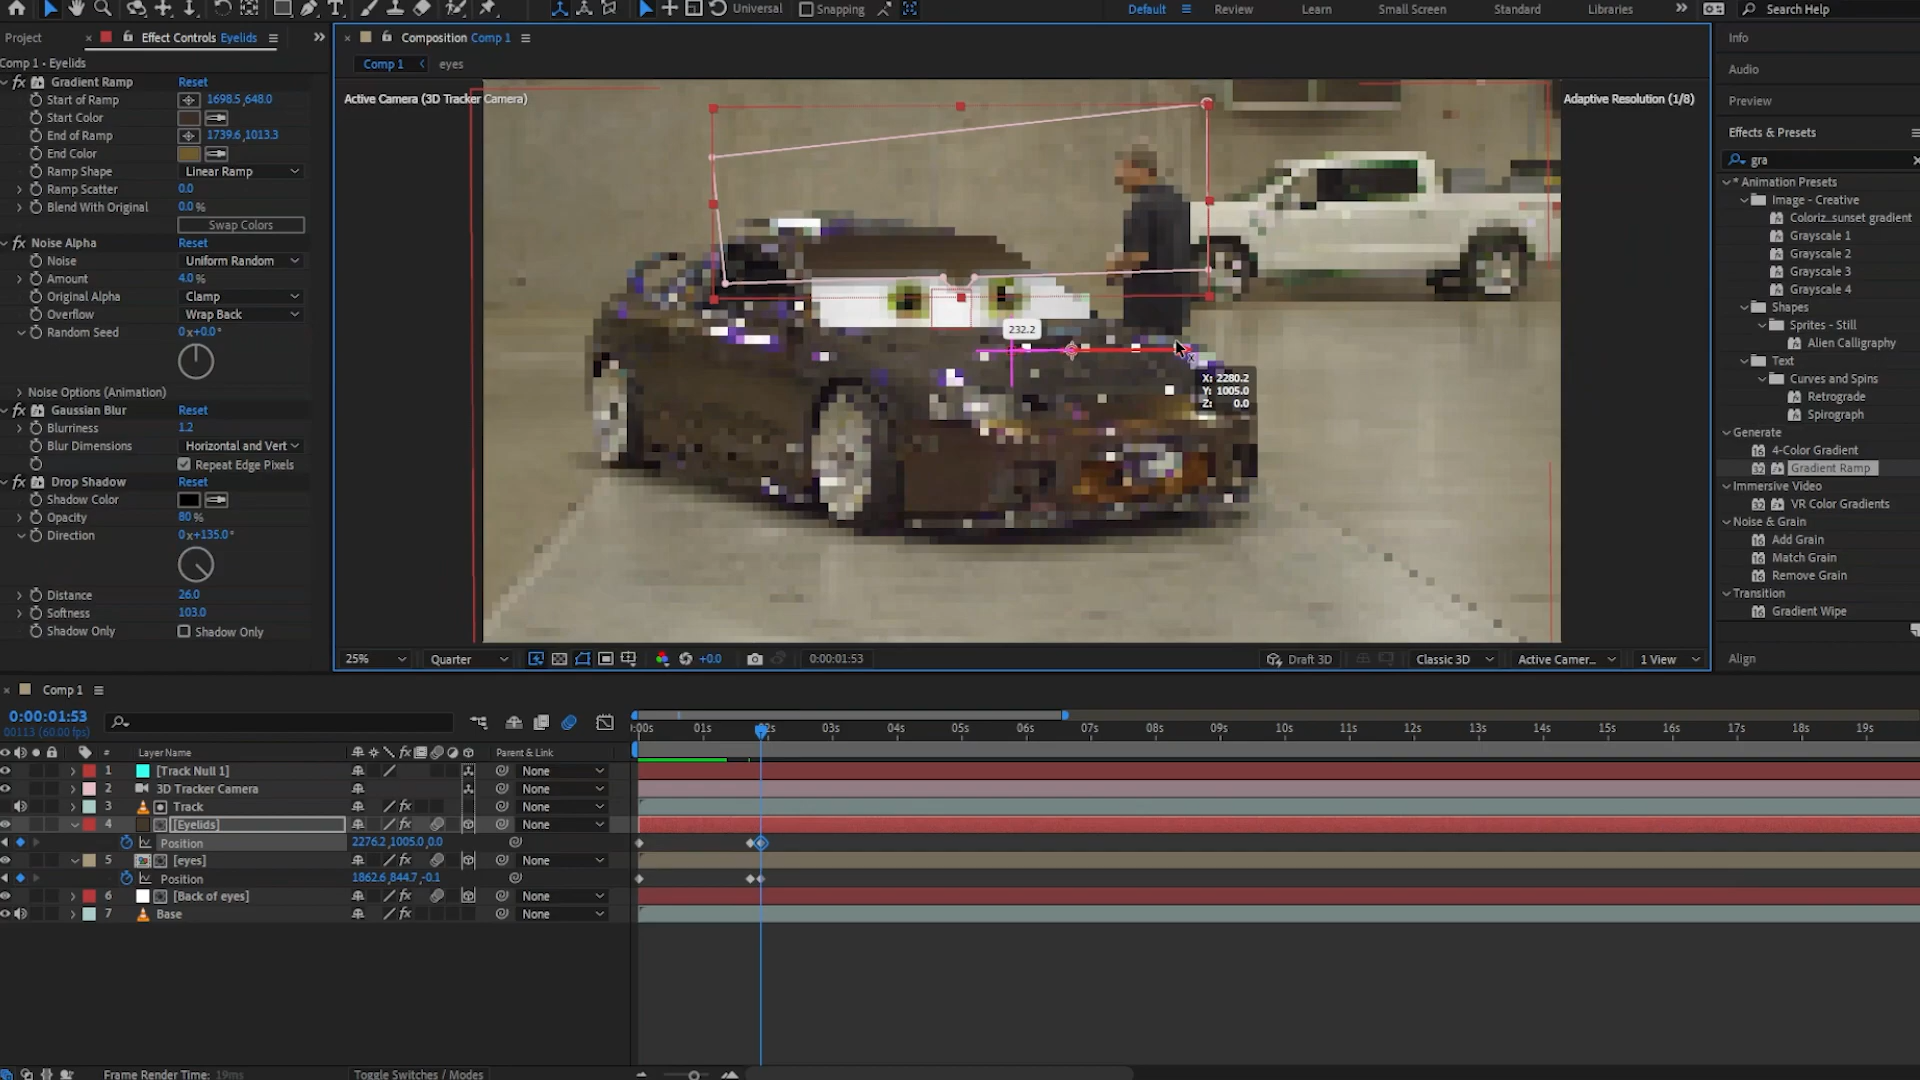 Universal
Snapping
Default
Review
Learn
Small Screen
Standard
Libraries
Search Help
Project
Effect Controls Eyelids
Composition Comp 1
Comp 1
eyes
Comp 1 • Eyelids
Gradient Ramp
Reset
Start of Ramp
1698.5,648.0
Start Color
End of Ramp
1739.6,1013.3
End Color
Ramp Shape
Linear Ramp
Ramp Scatter
0.0
Blend With Original
0.0 %
Swap Colors
Noise Alpha
Reset
Noise
Uniform Random
Amount
4.0 %
Original Alpha
Clamp
Overflow
Wrap Back
Random Seed
0x+0.0°
Noise Options (Animation)
Gaussian Blur
Reset
Blurriness
1.2
Blur Dimensions
Horizontal and Vert
Repeat Edge Pixels
Drop Shadow
Reset
Shadow Color
Opacity
80 %
Direction
0x+135.0°
Distance
26.0
Softness
103.0
Shadow Only
Shadow Only
Active Camera (3D Tracker Camera)
Adaptive Resolution (1/8)
232.2
X: 2280.2
Y: 1005.0
Z: 0.0
25%
Quarter
+0.0
0:00:01:53
Draft 3D
Classic 3D
Active Camer...
1 View
Info
Audio
Preview
Effects & Presets
gra
* Animation Presets
Image - Creative
Coloriz...sunset gradient
Grayscale 1
Grayscale 2
Grayscale 3
Grayscale 4
Shapes
Sprites - Still
Alien Calligraphy
Text
Curves and Spins
Retrograde
Spirograph
Generate
4-Color Gradient
Gradient Ramp
Immersive Video
VR Color Gradients
Noise & Grain
Add Grain
Match Grain
Remove Grain
Transition
Gradient Wipe
Align
Comp 1
0:00:01:53
00113 (60.00 fps)
:00s 01s 02s 03s 04s 05s 06s 07s 08s 09s 10s 11s 12s 13s 14s 15s 16s 17s 18s 19s
# Layer Name
Parent & Link
1 [Track Null 1] None
2 3D Tracker Camera None
3 Track None
4 [Eyelids] None
Position 2276.2,1005.0,0.0
5 [eyes] None
Position 1862.6,844.7,-0.1
6 [Back of eyes] None
7 Base None
Frame Render Time: 19ms
Toggle Switches / Modes